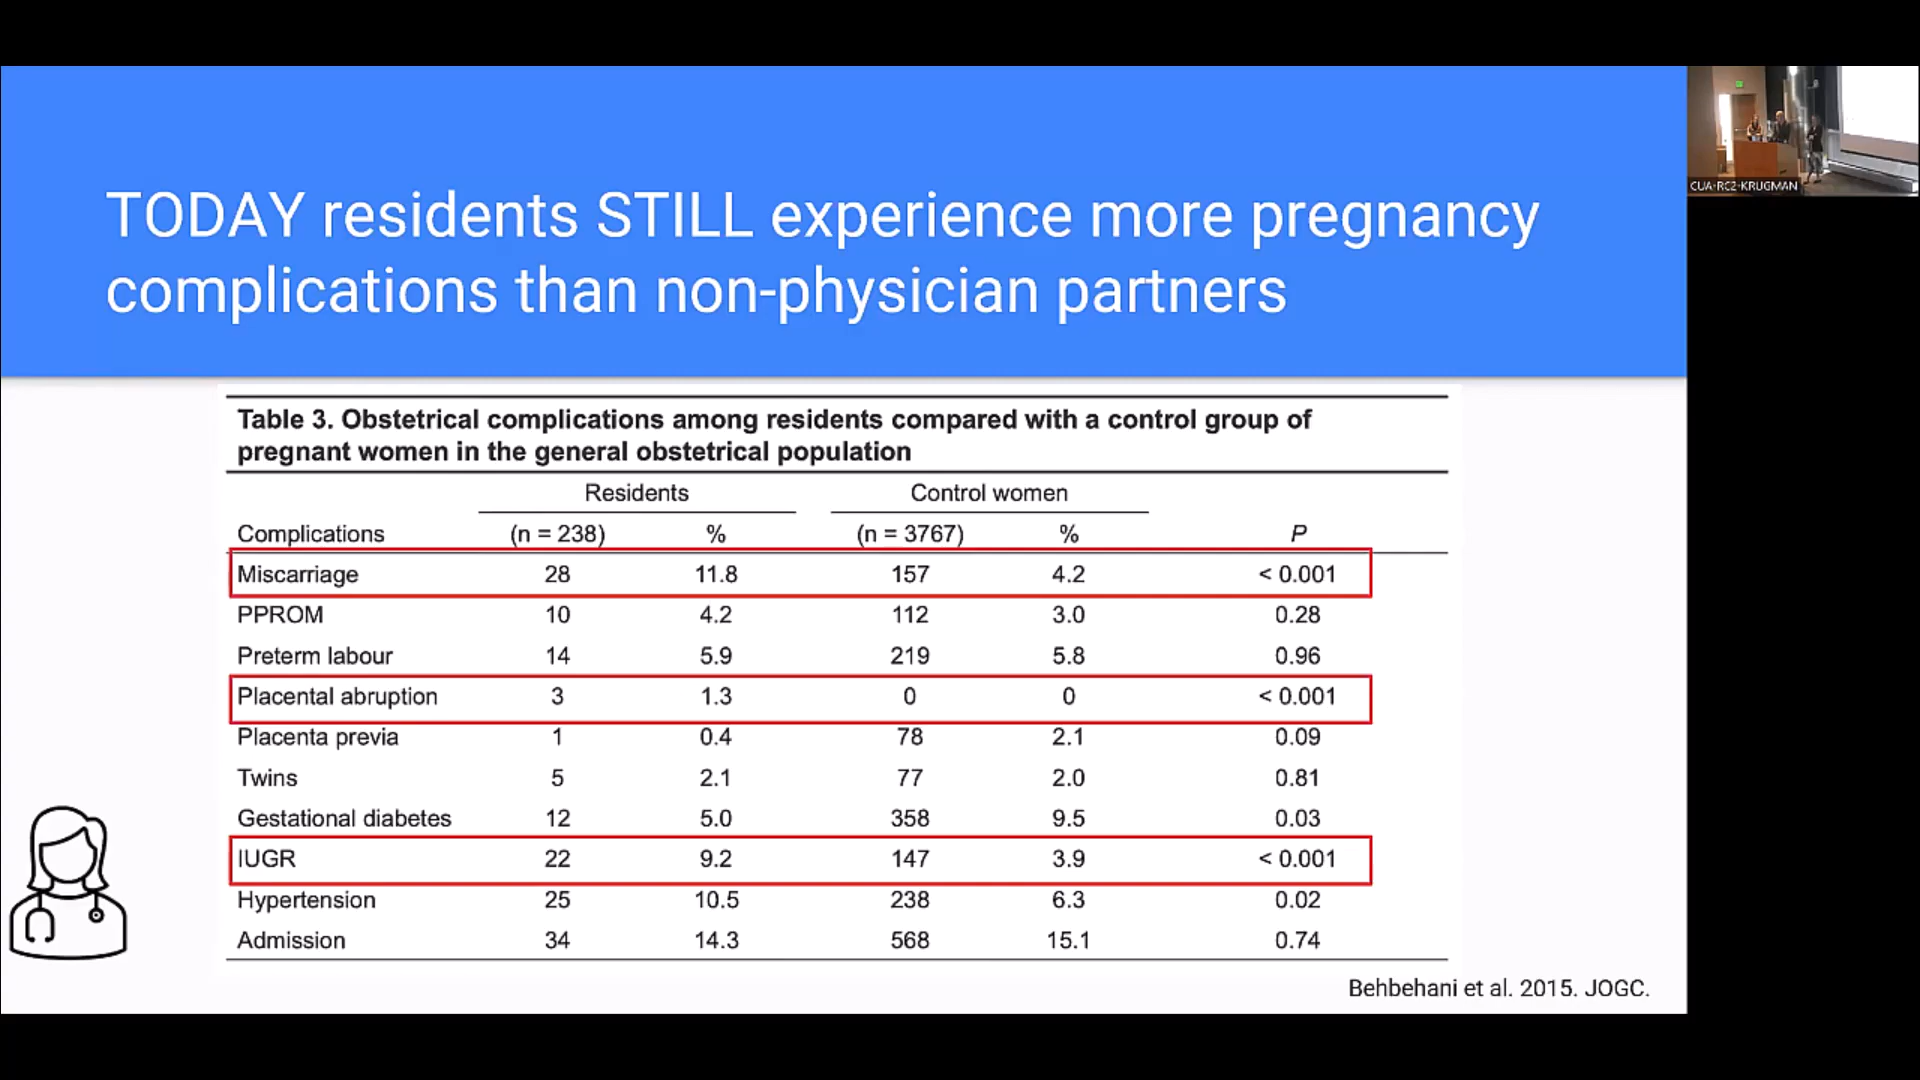 TODAY residents STILL experience more pregnancy
complications than non-physician partners
CUA-RC2-KRUGMAN
Table 3. Obstetrical complications among residents compared with a control group of
pregnant women in the general obstetrical population
Residents Control women
Complications (n = 238) % (n = 3767) % P
Miscarriage 28 11.8 157 4.2 < 0.001
PPROM 10 4.2 112 3.0 0.28
Preterm labour 14 5.9 219 5.8 0.96
Placental abruption 3 1.3 0 0 < 0.001
Placenta previa 1 0.4 78 2.1 0.09
Twins 5 2.1 77 2.0 0.81
Gestational diabetes 12 5.0 358 9.5 0.03
IUGR 22 9.2 147 3.9 < 0.001
Hypertension 25 10.5 238 6.3 0.02
Admission 34 14.3 568 15.1 0.74
Behbehani et al. 2015. JOGC.